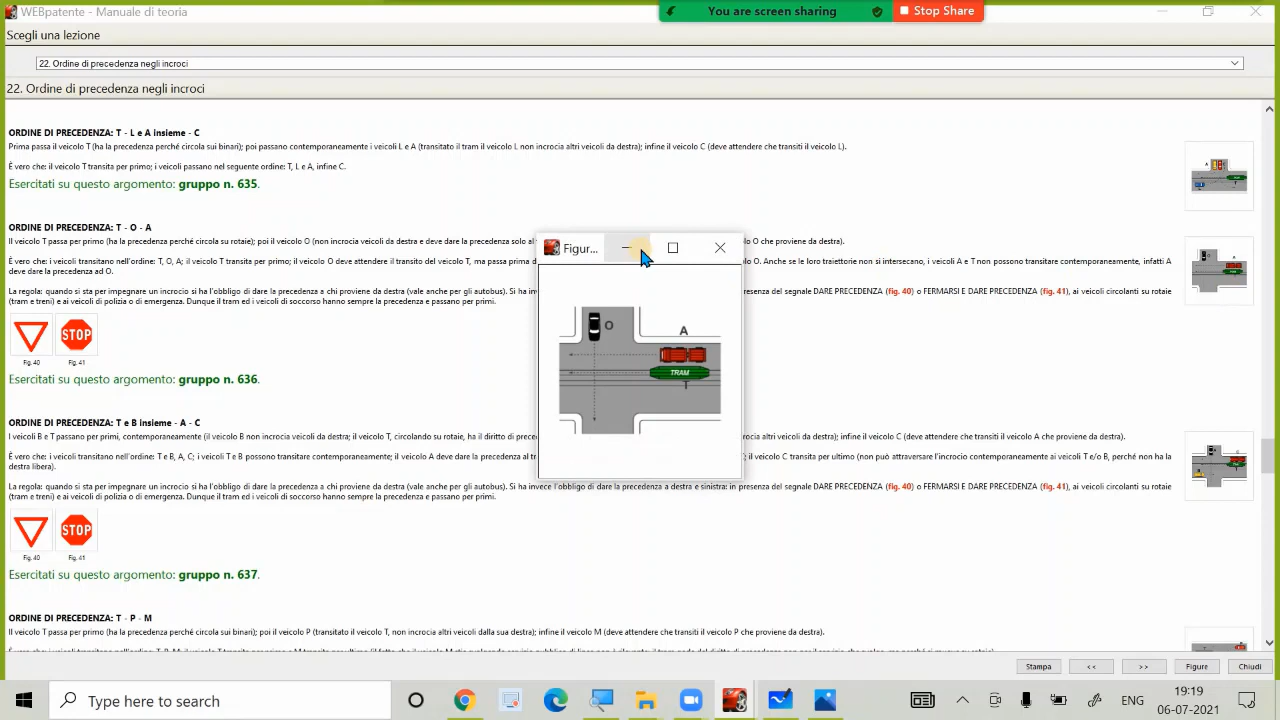 WEBpatente - Manuale di teoria
You are screen sharing
Stop Share
Scegli una lezione
22. Ordine di precedenza negli incroci
22. Ordine di precedenza negli incroci
ORDINE DI PRECEDENZA: T - L e A insieme - C
Prima passa il veicolo T (ha la precedenza perché circola sui binari); poi passano contemporaneamente i veicoli L e A (transitato il tram il veicolo L non incrocia altri veicoli da destra); infine il veicolo C (deve attendere che transiti il veicolo L).
È vero che: il veicolo T transita per primo; i veicoli passano nel seguente ordine: T, L e A, infine C.
Esercitati su questo argomento: gruppo n. 635.
ORDINE DI PRECEDENZA: T - O - A
Il veicolo T passa per primo (ha la precedenza perché circola su rotaie); poi il veicolo O (non incrocia veicoli da destra e deve dare la precedenza solo al
O che proviene da destra).
È vero che: i veicoli transitano nell'ordine: T, O, A; il veicolo T transita per primo; il veicolo O deve attendere il transito del veicolo T, ma passa prima d
O. Anche se le loro traiettorie non si intersecano, i veicoli A e T non possono transitare contemporaneamente, infatti A
deve dare la precedenza ad O.
La regola: quando si sta per impegnare un incrocio si ha l'obbligo di dare la precedenza a chi proviene da destra (vale anche per gli autobus). Si ha inve
resenza del segnale DARE PRECEDENZA (fig. 40) o FERMARSI E DARE PRECEDENZA (fig. 41), ai veicoli circolanti su rotaie
(tram e treni) e ai veicoli di polizia o di emergenza. Dunque il tram ed i veicoli di soccorso hanno sempre la precedenza e passano per primi.
STOP
Fig. 40
Fig. 41
Esercitati su questo argomento: gruppo n. 636.
Figur...
O
A
TRAM
T
ORDINE DI PRECEDENZA: T e B insieme - A - C
I veicoli B e T passano per primi, contemporaneamente (il veicolo B non incrocia veicoli da destra; il veicolo T, circolando su rotaie, ha il diritto di prece
cia altri veicoli da destra); infine il veicolo C (deve attendere che transiti il veicolo A che proviene da destra).
È vero che: i veicoli transitano nell'ordine: T e B, A, C; i veicoli T e B possono transitare contemporaneamente; il veicolo A deve dare la precedenza al tr
; il veicolo C transita per ultimo (non può attraversare l'incrocio contemporaneamente ai veicoli T e/o B, perché non ha la
destra libera).
La regola: quando si sta per impegnare un incrocio si ha l'obbligo di dare la precedenza a chi proviene da destra (vale anche per gli autobus). Si ha invece l'obbligo di dare la precedenza a destra e sinistra: in presenza del segnale DARE PRECEDENZA (fig. 40) o FERMARSI E DARE PRECEDENZA (fig. 41), ai veicoli circolanti su rotaie
(tram e treni) e ai veicoli di polizia o di emergenza. Dunque il tram ed i veicoli di soccorso hanno sempre la precedenza e passano per primi.
STOP
Fig. 40
Fig. 41
Esercitati su questo argomento: gruppo n. 637.
ORDINE DI PRECEDENZA: T - P - M
Il veicolo T passa per primo (ha la precedenza perché circola sui binari); poi il veicolo P (transitato il veicolo T, non incrocia altri veicoli dalla sua destra); infine il veicolo M (deve attendere che transiti il veicolo P che proviene da destra).
Stampa
<<
>>
Figure
Chiudi
Type here to search
ENG
19:19
06-07-2021